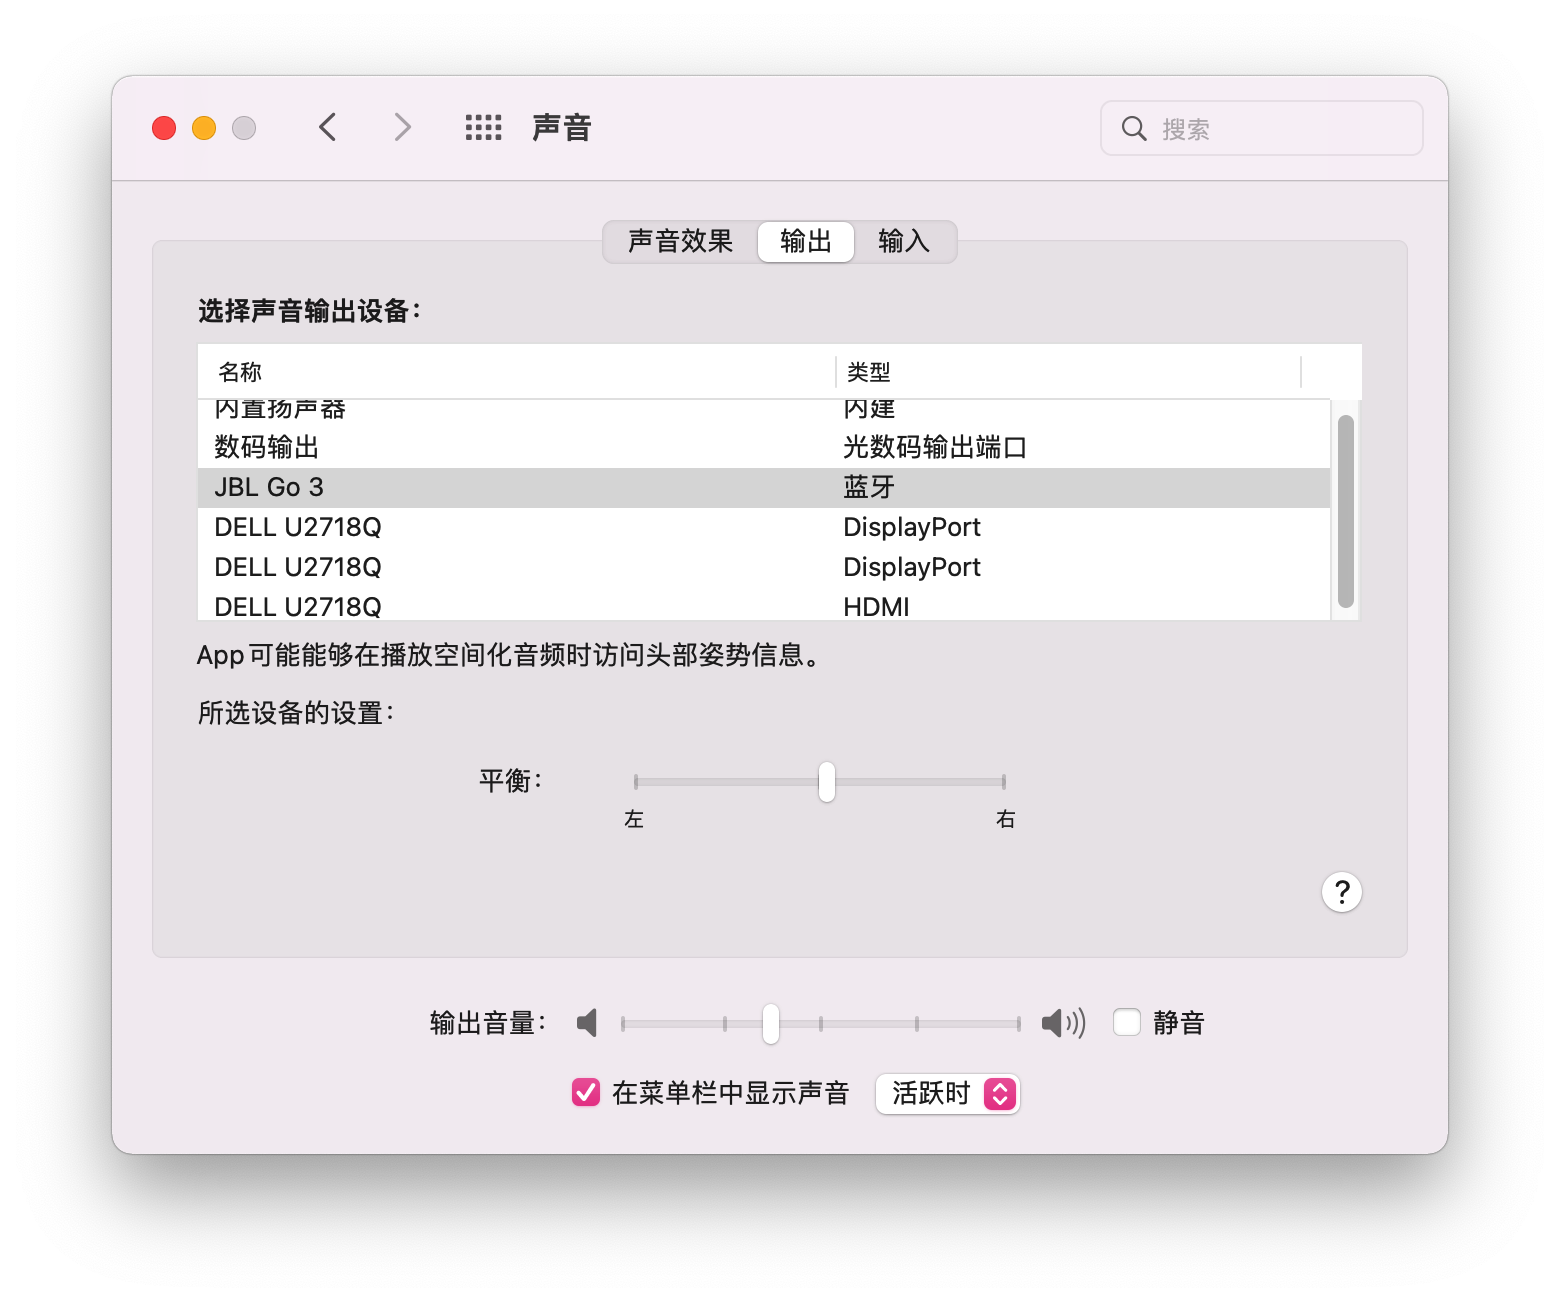 声音
搜索
声音效果 输出 输入
选择声音输出设备：
名称 类型
内置扬声器 内建
数码输出 光数码输出端口
JBL Go 3 蓝牙
DELL U2718Q DisplayPort
DELL U2718Q DisplayPort
DELL U2718Q HDMI
App 可能能够在播放空间化音频时访问头部姿势信息。
所选设备的设置：
平衡：
左 右
?
输出音量： 静音
在菜单栏中显示声音 活跃时